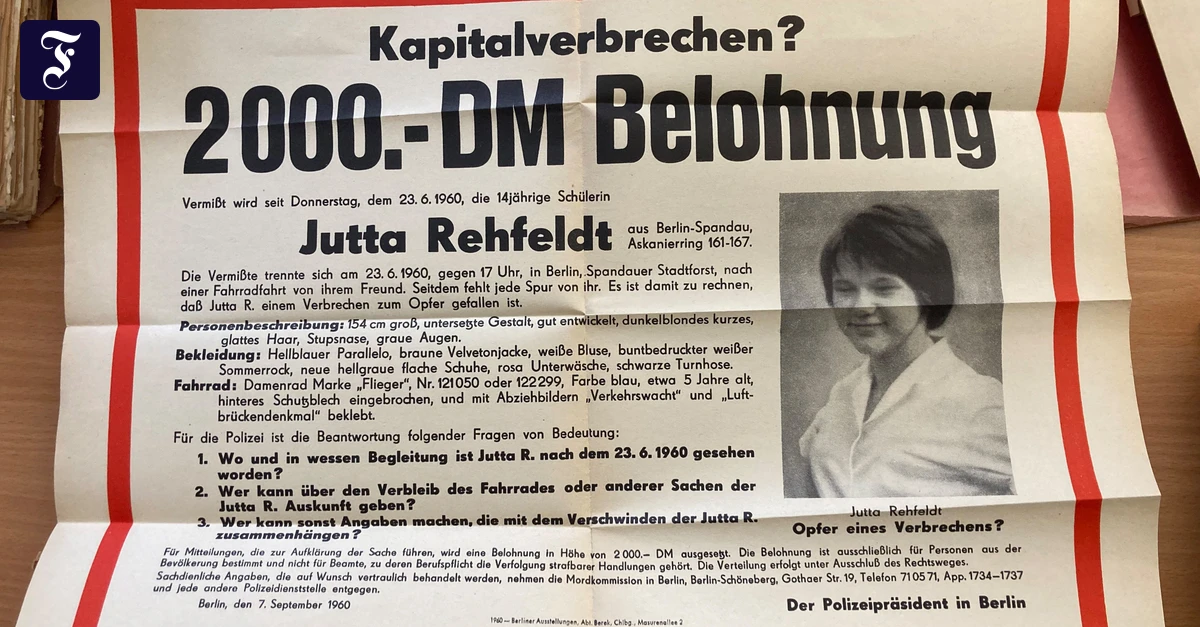 F
Kapitalverbrechen?
2000.- DM Belohnung
Vermißt wird seit Donnerstag, dem 23. 6. 1960, die 14jährige Schülerin
Jutta Rehfeldt
aus Berlin-Spandau,
Askanierring 161-167.
Die Vermißte trennte sich am 23. 6. 1960, gegen 17 Uhr, in Berlin, Spandauer Stadtforst, nach
einer Fahrradfahrt von ihrem Freund. Seitdem fehlt jede Spur von ihr. Es ist damit zu rechnen,
daß Jutta R. einem Verbrechen zum Opfer gefallen ist.
Personenbeschreibung: 154 cm groß, untersetzte Gestalt, gut entwickelt, dunkelblondes kurzes,
glattes Haar, Stupsnase, graue Augen.
Bekleidung: Hellblauer Parallelo, braune Velvetonjacke, weiße Bluse, buntbedruckter weißer
Sommerrock, neue hellgraue flache Schuhe, rosa Unterwäsche, schwarze Turnhose.
Fahrrad: Damenrad Marke „Flieger“, Nr. 121050 oder 122299, Farbe blau, etwa 5 Jahre alt,
hinteres Schutzblech eingebrochen, und mit Abziehbildern „Verkehrswacht“ und „Luft-
brückendenkmal“ beklebt.
Für die Polizei ist die Beantwortung folgender Fragen von Bedeutung:
1. Wo und in wessen Begleitung ist Jutta R. nach dem 23. 6. 1960 gesehen
worden?
2. Wer kann über den Verbleib des Fahrrades oder anderer Sachen der
Jutta R. Auskunft geben?
3. Wer kann sonst Angaben machen, die mit dem Verschwinden der Jutta R.
zusammenhängen?
Jutta Rehfeldt
Opfer eines Verbrechens?
Für Mitteilungen, die zur Aufklärung der Sache führen, wird eine Belohnung in Höhe von 2 000.— DM ausgesetzt. Die Belohnung ist ausschließlich für Personen aus der
Bevölkerung bestimmt und nicht für Beamte, zu deren Berufspflicht die Verfolgung strafbarer Handlungen gehört. Die Verteilung erfolgt unter Ausschluß des Rechtsweges.
Sachdienliche Angaben, die auf Wunsch vertraulich behandelt werden, nehmen die Mordkommission in Berlin, Berlin-Schöneberg, Gothaer Str. 19, Telefon 71 05 71, App. 1734—1737
und jede andere Polizeidienststelle entgegen.
Berlin, den 7. September 1960
Der Polizeipräsident in Berlin
1960 — Berliner Ausstellungen, Abt. Berek, Chlbg., Masurenallee 2